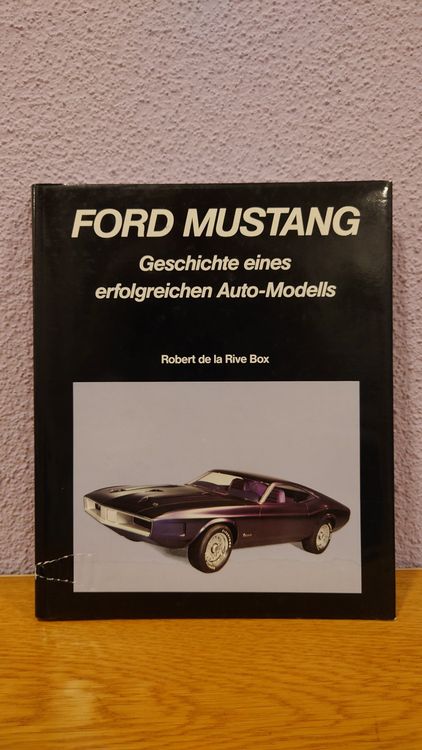 FORD MUSTANG
Geschichte eines
erfolgreichen Auto-Modells
Robert de la Rive Box